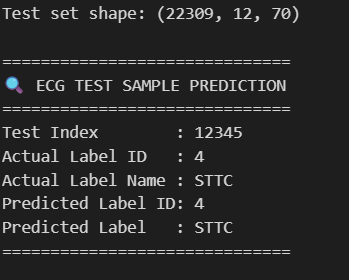 Test set shape: (22309, 12, 70)
==============================
🔍 ECG TEST SAMPLE PREDICTION
==============================
Test Index        : 12345
Actual Label ID   : 4
Actual Label Name : STTC
Predicted Label ID: 4
Predicted Label   : STTC
==============================